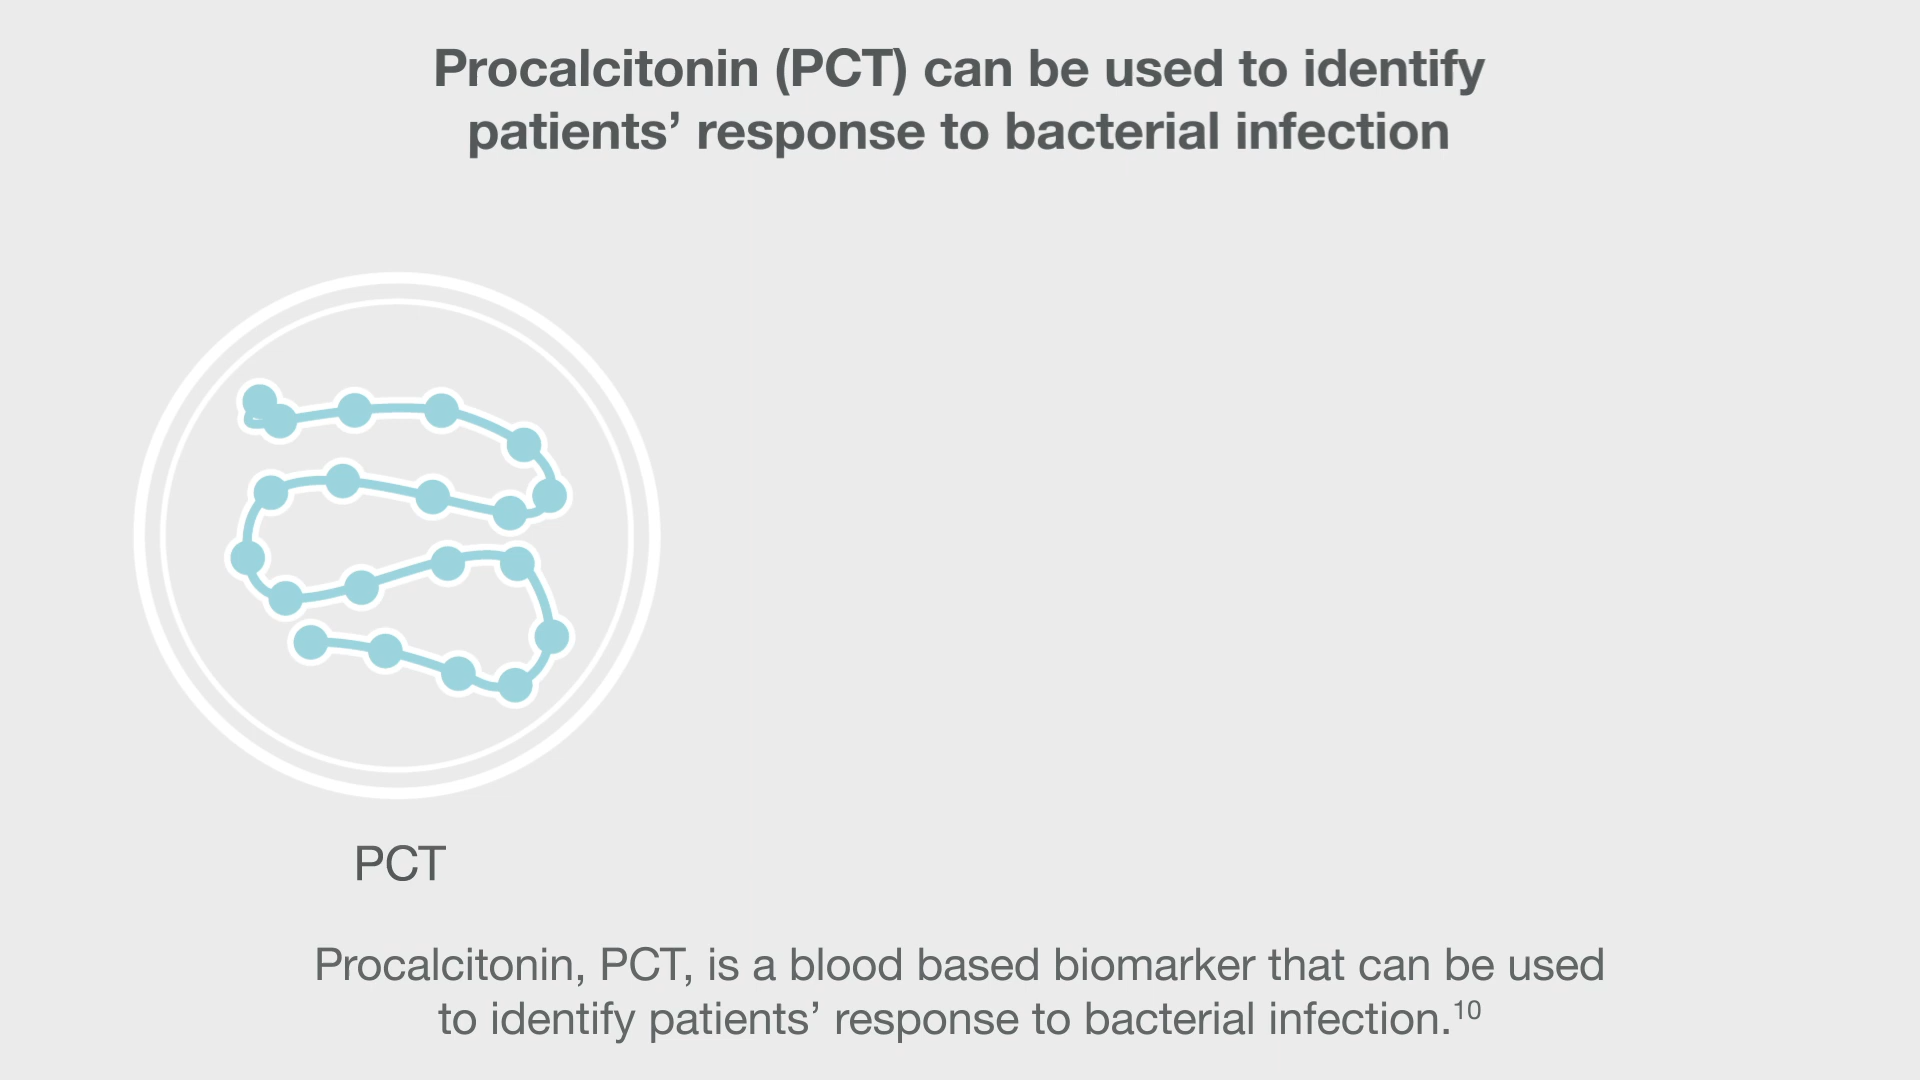 Procalcitonin (PCT) can be used to identify
patients’ response to bacterial infection
PCT
Procalcitonin, PCT, is a blood based biomarker that can be used
to identify patients’ response to bacterial infection.¹⁰